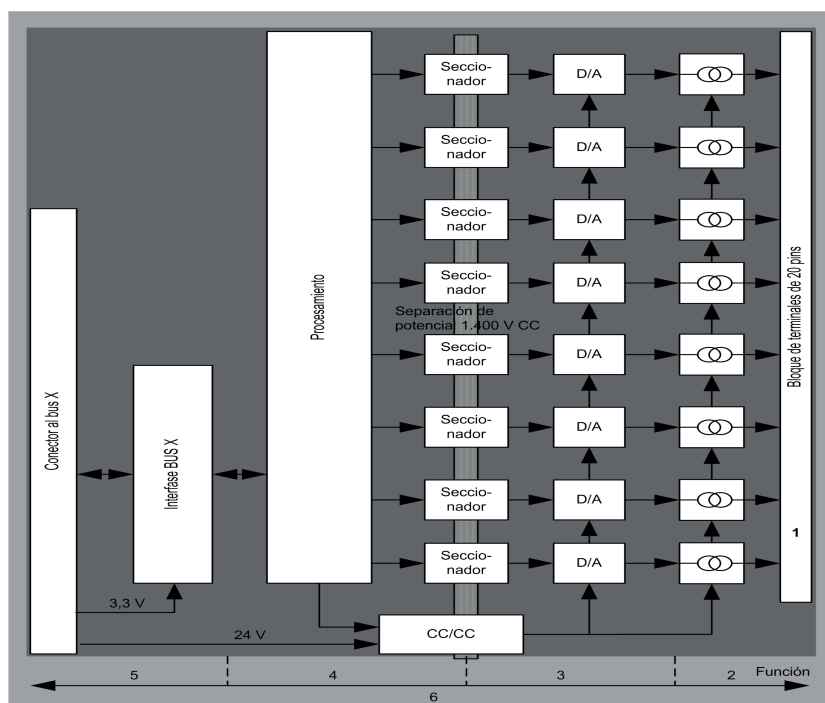 Seccio-
nador
D/A
Seccio-
nador
D/A
Seccio-
nador
D/A
Seccio-
nador
D/A
Separación de
potencial 1.400 V CC
Seccio-
nador
D/A
Seccio-
nador
D/A
Seccio-
nador
D/A
Seccio-
nador
D/A
Conector al bus X
Interfase BUS X
Procesamiento
Bloque de terminales de 20 pins
1
3,3 V
24 V
CC/CC
5
4
3
2
Función
6